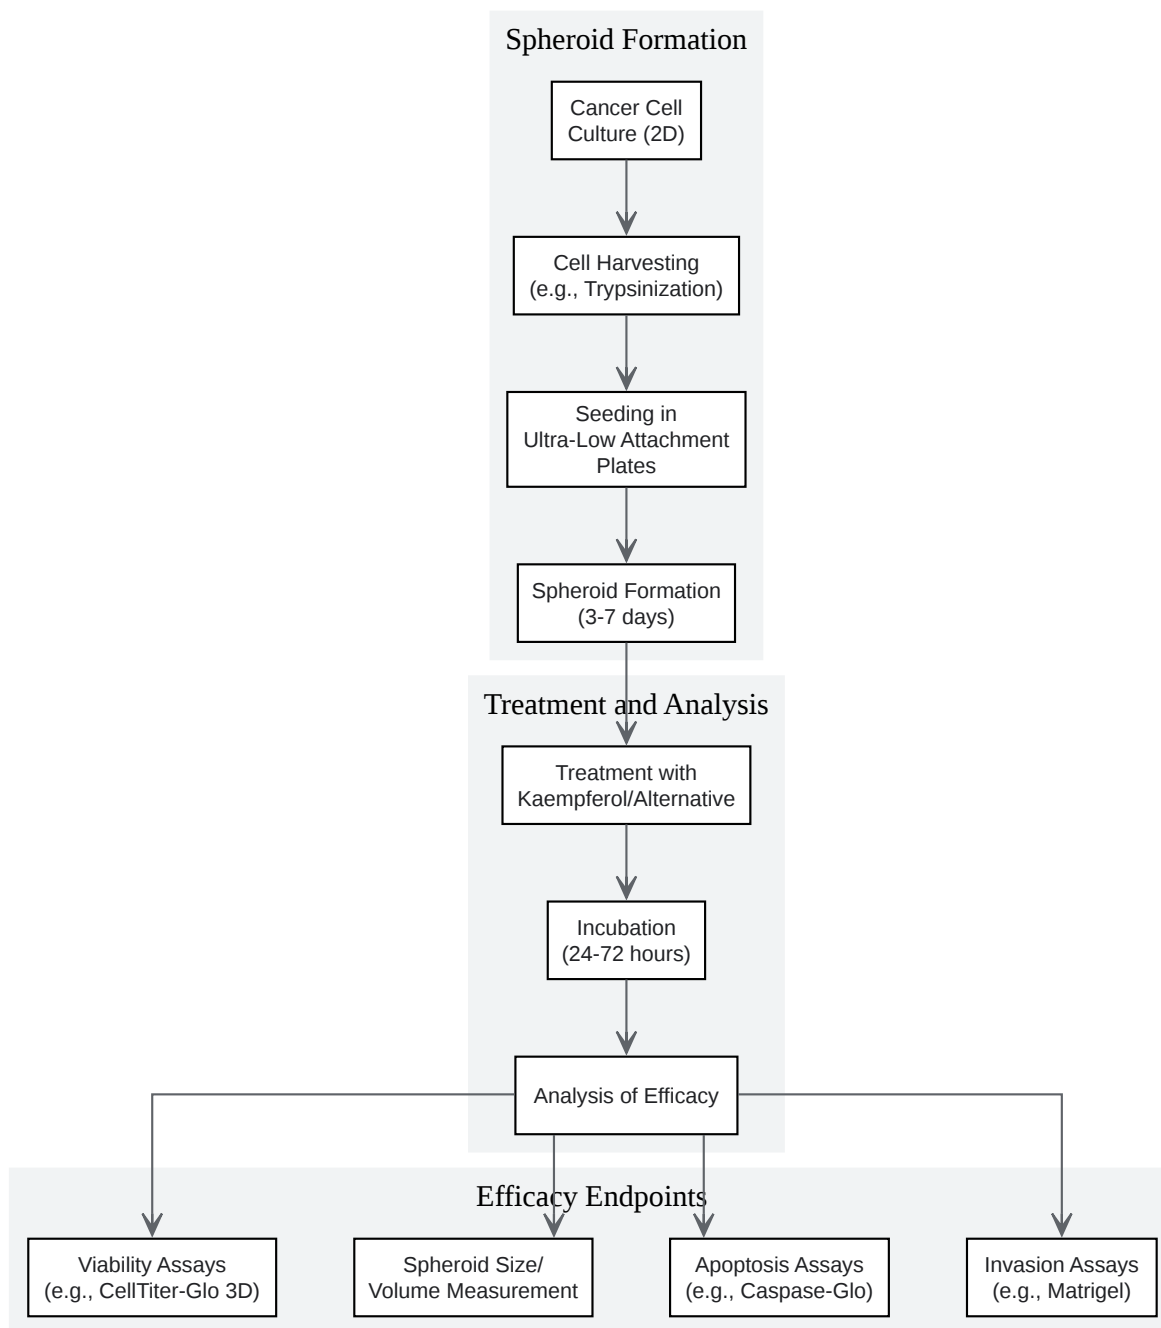 Spheroid Formation
Cancer Cell
Culture (2D)
Cell Harvesting
(e.g., Trypsinization)
Seeding in
Ultra-Low Attachment
Plates
Spheroid Formation
(3-7 days)
Treatment and Analysis
Treatment with
Kaempferol/Alternative
Incubation
(24-72 hours)
Analysis of Efficacy
Efficacy Endpoints
Viability Assays
(e.g., CellTiter-Glo 3D)
Spheroid Size/
Volume Measurement
Apoptosis Assays
(e.g., Caspase-Glo)
Invasion Assays
(e.g., Matrigel)